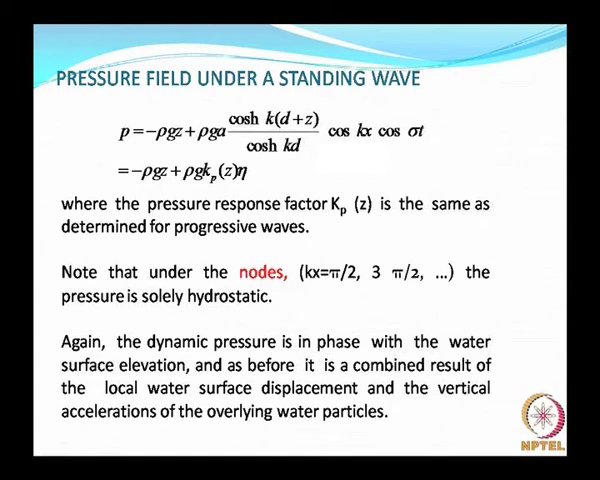 PRESSURE FIELD UNDER A STANDING WAVE
p = −ρgz + ρga cosh k(d+z) / cosh kd cos kx cos σt
= −ρgz + ρgk_p(z)η
where the pressure response factor K_p (z) is the same as
determined for progressive waves.
Note that under the nodes, (kx=π/2, 3 π/2, ...) the
pressure is solely hydrostatic.
Again, the dynamic pressure is in phase with the water
surface elevation, and as before it is a combined result of
the local water surface displacement and the vertical
accelerations of the overlying water particles.
NPTEL